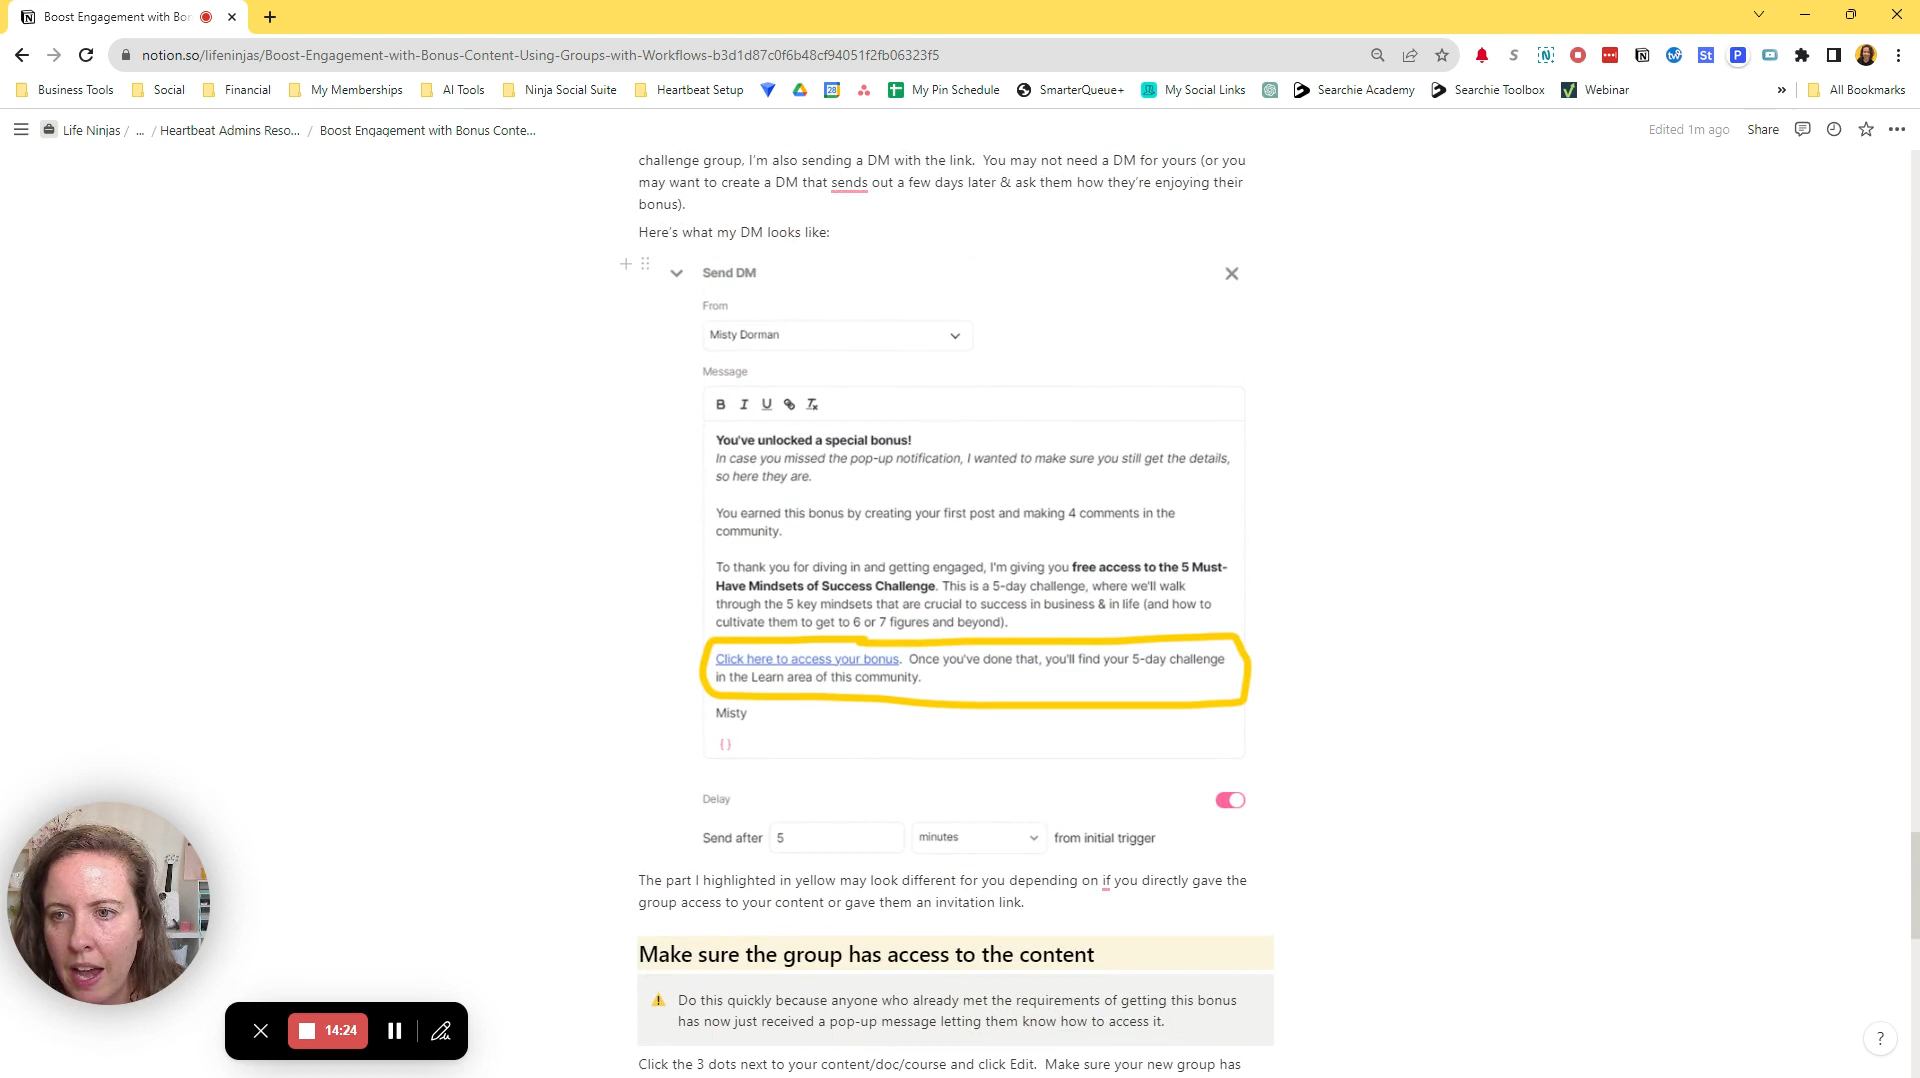 Boost Engagement with Bon
notion.so/lifeninjas/Boost-Engagement-with-Bonus-Content-Using-Groups-with-Workflows-b3d1d87c0f6b48cf94051f2fb06323f5
Business Tools
Social
Financial
My Memberships
AI Tools
Ninja Social Suite
Heartbeat Setup
My Pin Schedule
SmarterQueue+
My Social Links
Searchie Academy
Searchie Toolbox
Webinar
» All Bookmarks
Life Ninjas / ... / Heartbeat Admins Reso... / Boost Engagement with Bonus Conte...
Edited 1m ago Share
challenge group, I'm also sending a DM with the link. You may not need a DM for yours (or you
may want to create a DM that sends out a few days later & ask them how they're enjoying their
bonus).
Here's what my DM looks like:
Send DM
From
Misty Dorman
Message
B I U
You've unlocked a special bonus!
In case you missed the pop-up notification, I wanted to make sure you still get the details,
so here they are.
You earned this bonus by creating your first post and making 4 comments in the
community.
To thank you for diving in and getting engaged, I'm giving you free access to the 5 Must-
Have Mindsets of Success Challenge. This is a 5-day challenge, where we'll walk
through the 5 key mindsets that are crucial to success in business & in life (and how to
cultivate them to get to 6 or 7 figures and beyond).
Click here to access your bonus. Once you've done that, you'll find your 5-day challenge
in the Learn area of this community.
Misty
{}
Delay
Send after 5 minutes from initial trigger
The part I highlighted in yellow may look different for you depending on if you directly gave the
group access to your content or gave them an invitation link.
Make sure the group has access to the content
Do this quickly because anyone who already met the requirements of getting this bonus
has now just received a pop-up message letting them know how to access it.
Click the 3 dots next to your content/doc/course and click Edit. Make sure your new group has
14:24
?